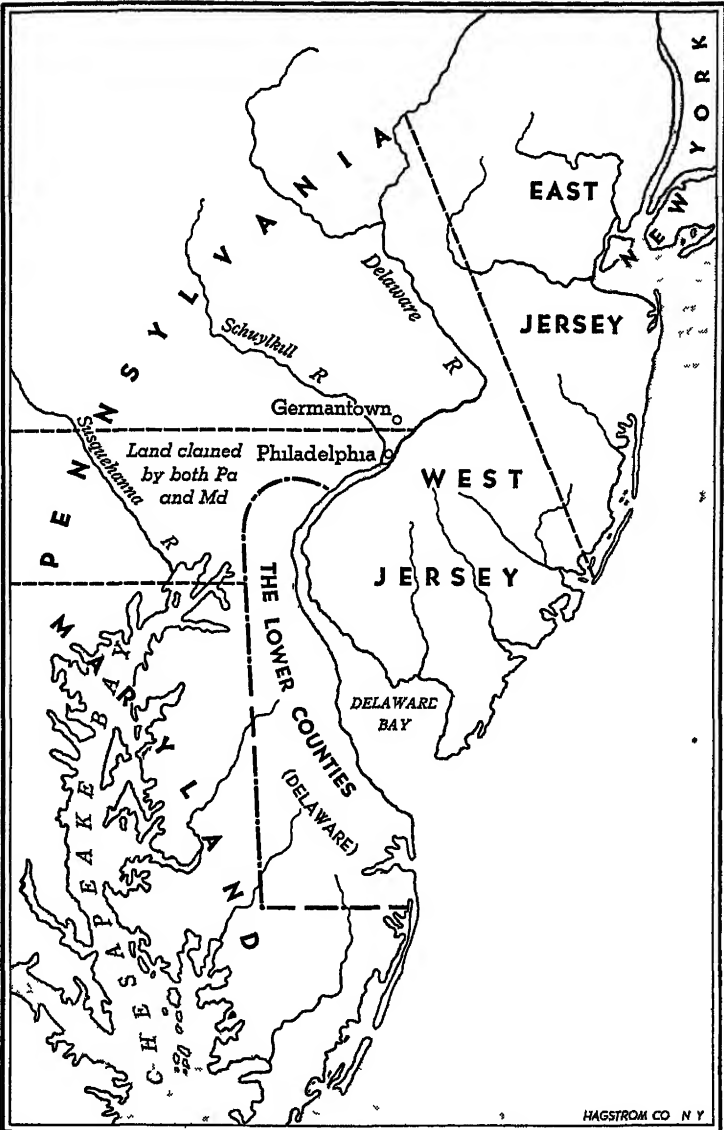 NEW YORK
PENNSYLVANIA
EAST
JERSEY
Delaware R
Schuylkill R
Germantown
Susquehanna R
Land claimed
by both Pa
and Md
Philadelphia
WEST
JERSEY
THE LOWER COUNTIES
(DELAWARE)
DELAWARE
BAY
MARYLAND
CHESAPEAKE BAY
HAGSTROM CO N Y